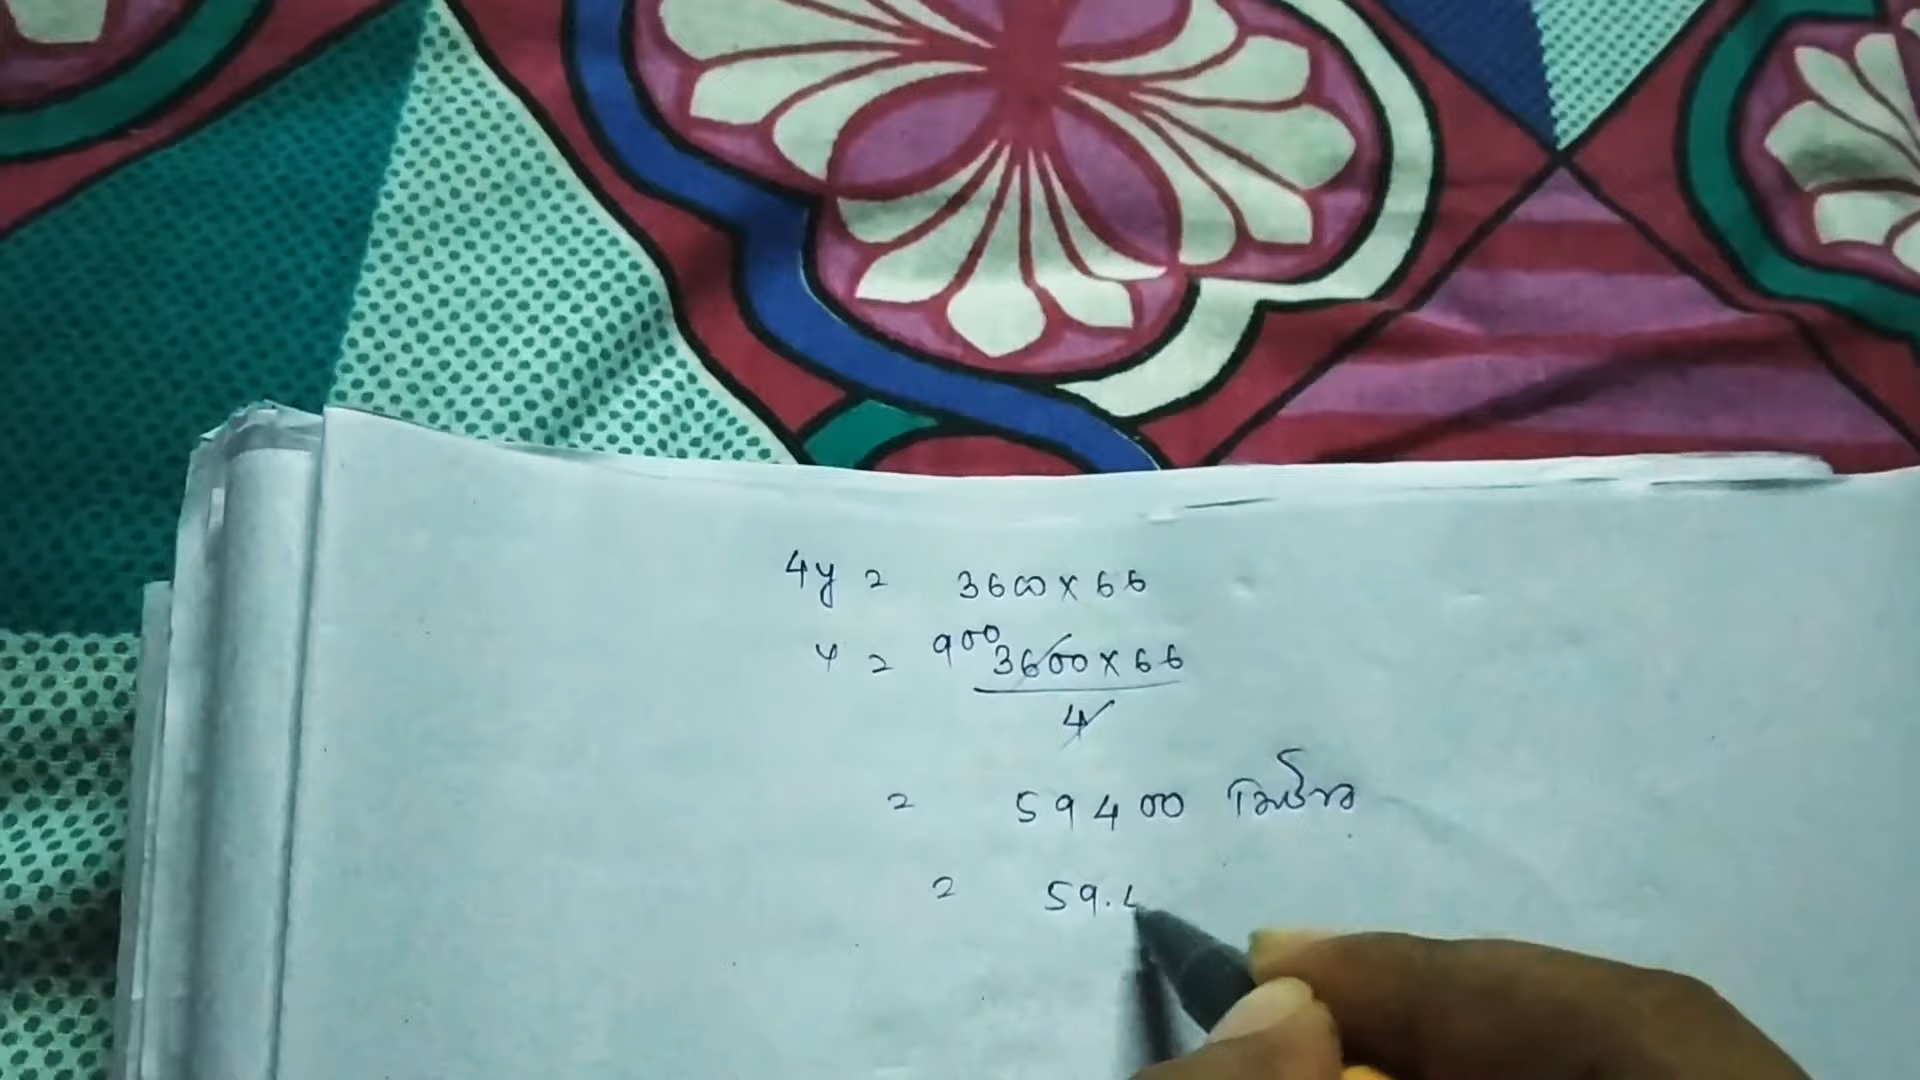 4y = 3600 × 66
y = 900 3600 × 66
4
= 59400 মিটার
= 59.4